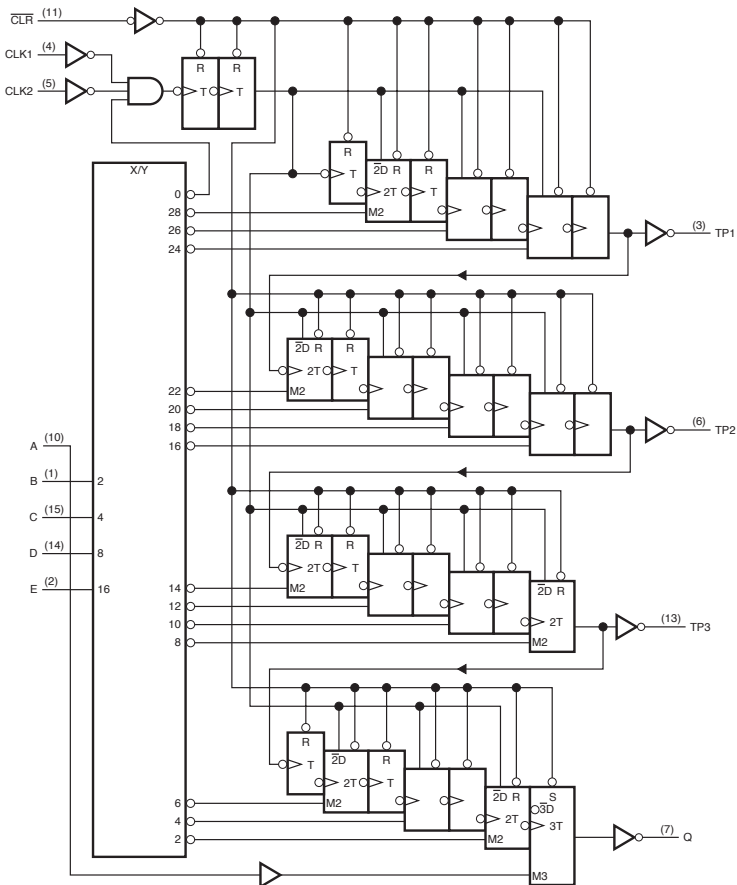 CLR (11)
CLK1 (4)
CLK2 (5)
R R
T T
X/Y
0
28
26
24
R
T
2D R R
2T T
M2
(3) TP1
22
20
18
16
2D R R
2T T
M2
(6) TP2
A (10)
B (1) 2
C (15) 4
D (14) 8
E (2) 16
14
12
10
8
2D R R
2T T
M2
2D R
2T
M2
(13) TP3
6
4
2
R
T
2D R
2T T
M2
2D R
2T
M2
S
3D
3T
M3
(7) Q